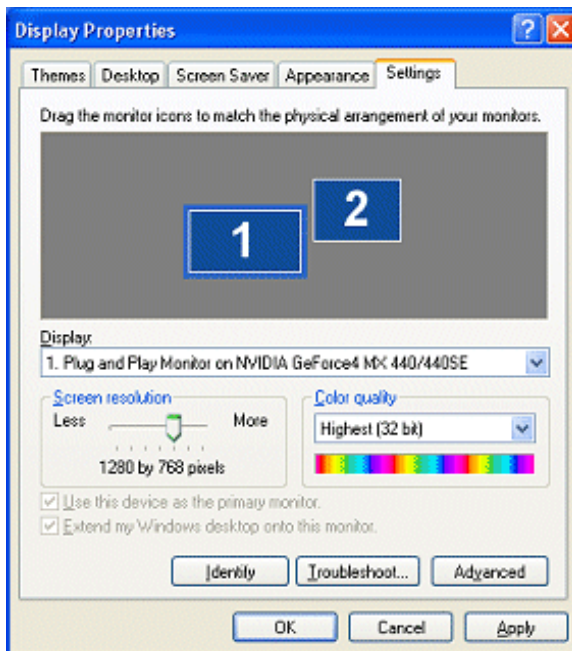 Display Properties
Themes Desktop Screen Saver Appearance Settings
Drag the monitor icons to match the physical arrangement of your monitors.
1 2
Display:
1. Plug and Play Monitor on NVIDIA GeForce4 MX 440/440SE
Screen resolution Color quality
Less More Highest (32 bit)
1280 by 768 pixels
Use this device as the primary monitor.
Extend my Windows desktop onto this monitor.
Identify Troubleshoot... Advanced
OK Cancel Apply